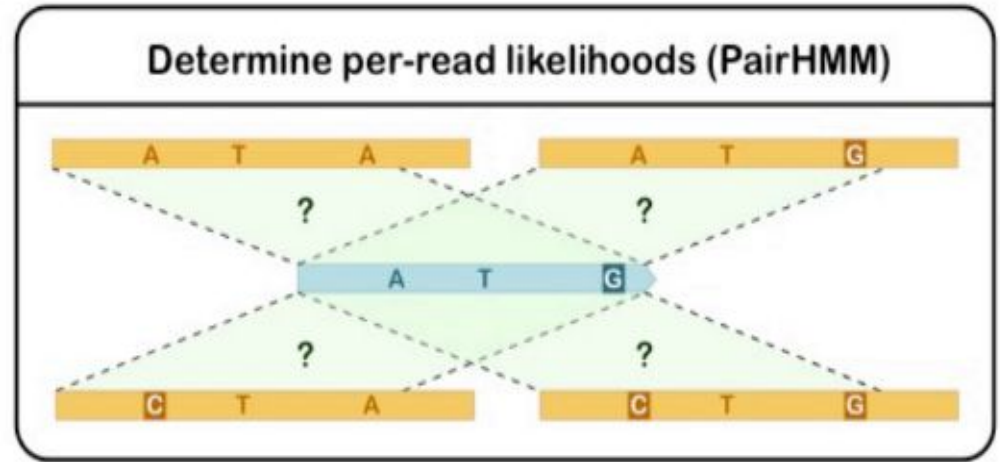 Determine per-read likelihoods (PairHMM)
A T A A T G
? ?
A T G
? ?
C T A C T G